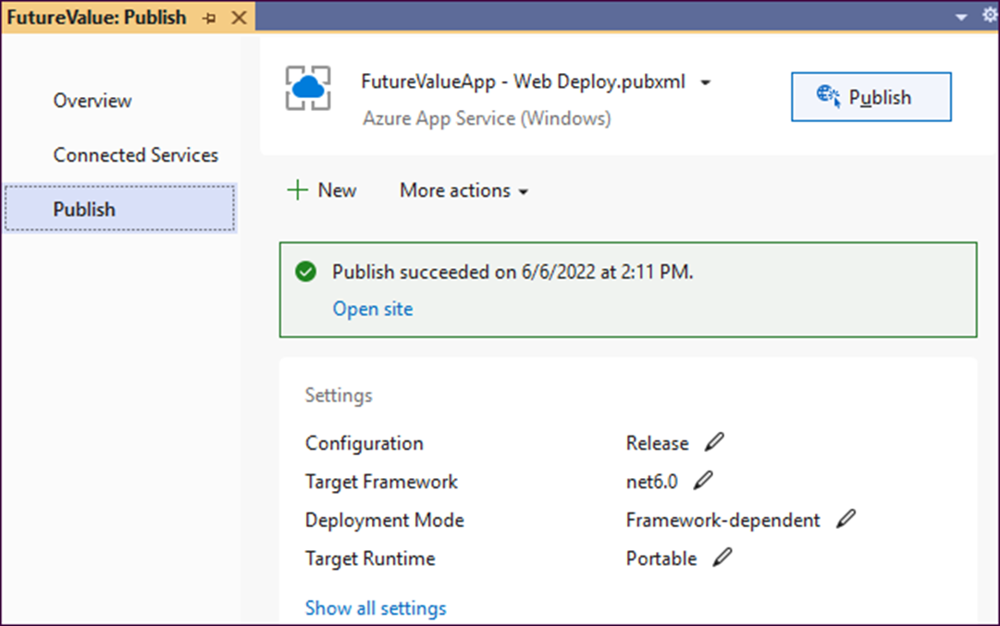 FutureValue: Publish
Overview
Connected Services
Publish
FutureValueApp - Web Deploy.pubxml
Azure App Service (Windows)
Publish
New
More actions
Publish succeeded on 6/6/2022 at 2:11 PM.
Open site
Settings
Configuration Release
Target Framework net6.0
Deployment Mode Framework-dependent
Target Runtime Portable
Show all settings